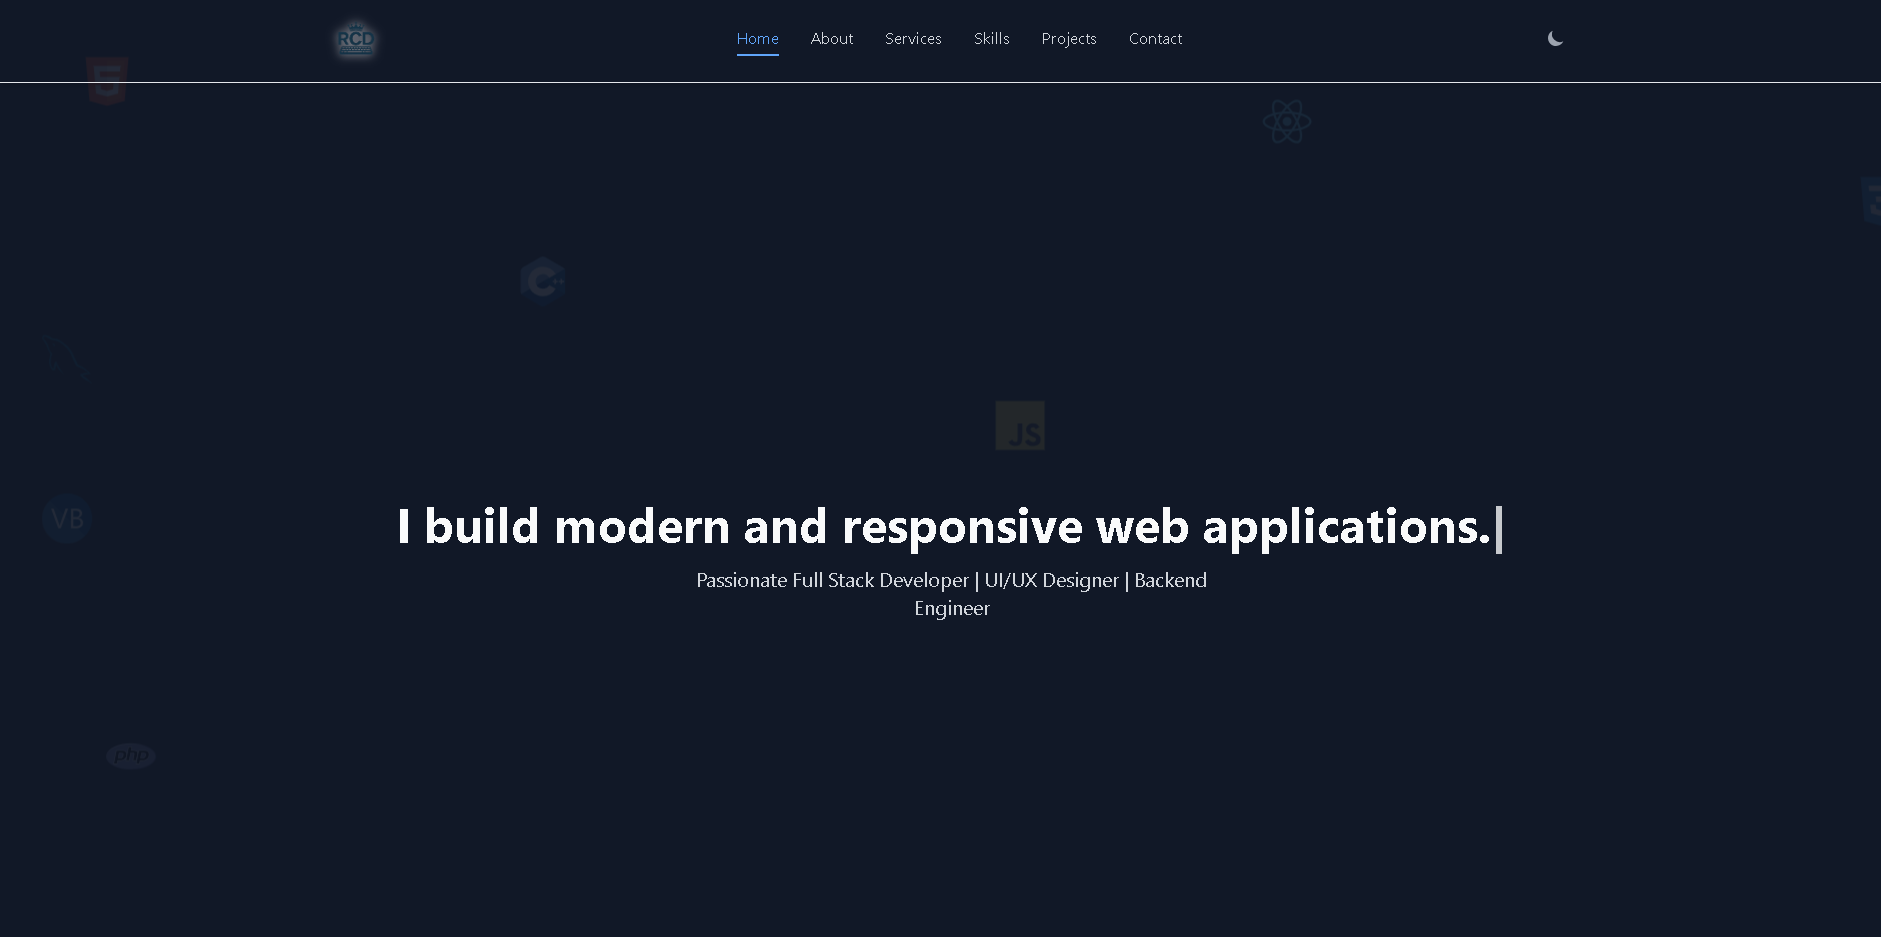 RCD
Home
About
Services
Skills
Projects
Contact
5
C++
JS
VB
I build modern and responsive web applications.|
Passionate Full Stack Developer | UI/UX Designer | Backend
Engineer
php